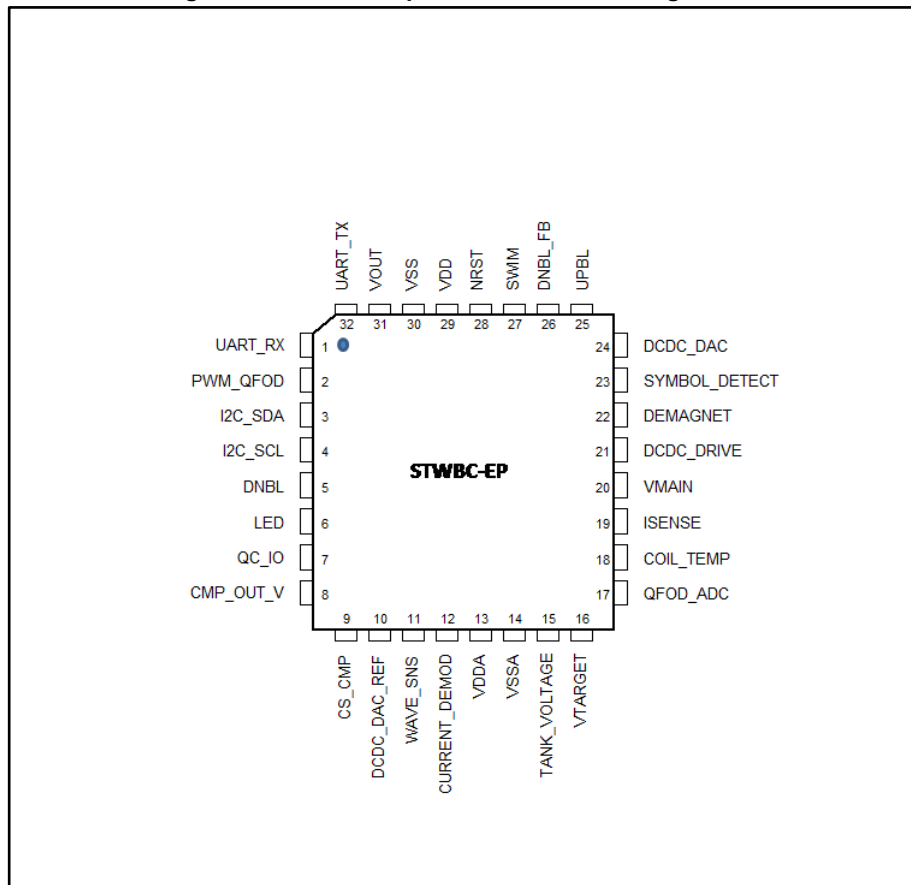 UART_TX
VOUT
VSS
VDD
NRST
SWIM
DNBL_FB
UPBL
32 31 30 29 28 27 26 25
UART_RX 1 24 DCDC_DAC
PWM_QFOD 2 23 SYMBOL_DETECT
I2C_SDA 3 22 DEMAGNET
I2C_SCL 4 21 DCDC_DRIVE
STWBC-EP
DNBL 5 20 VMAIN
LED 6 19 ISENSE
QC_IO 7 18 COIL_TEMP
CMP_OUT_V 8 17 QFOD_ADC
9 10 11 12 13 14 15 16
CS_CMP
DCDC_DAC_REF
WAVE_SNS
CURRENT_DEMOD
VDDA
VSSA
TANK_VOLTAGE
VTARGET